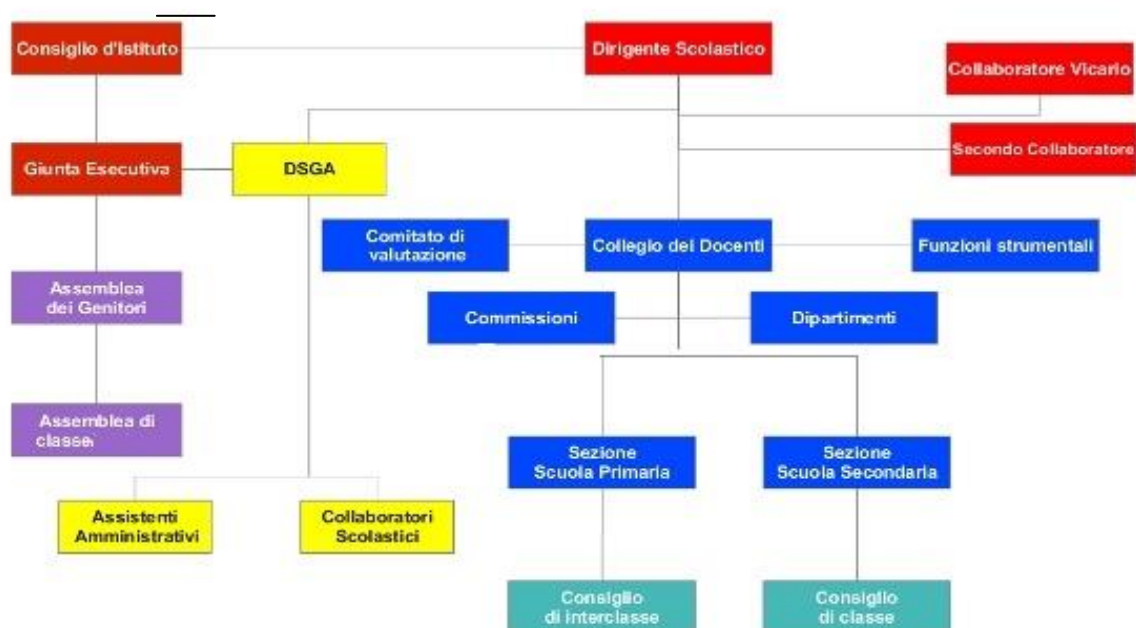 Consiglio d'Istituto
Dirigente Scolastico
Collaboratore Vicario
Secondo Collaboratore
Giunta Esecutiva
DSGA
Comitato di
valutazione
Collegio dei Docenti
Funzioni strumentali
Assemblea
dei Genitori
Commissioni
Dipartimenti
Assemblea di
classe
Sezione
Scuola Primaria
Sezione
Scuola Secondaria
Assistenti
Amministrativi
Collaboratori
Scolastici
Consiglio
di interclasse
Consiglio
di classe